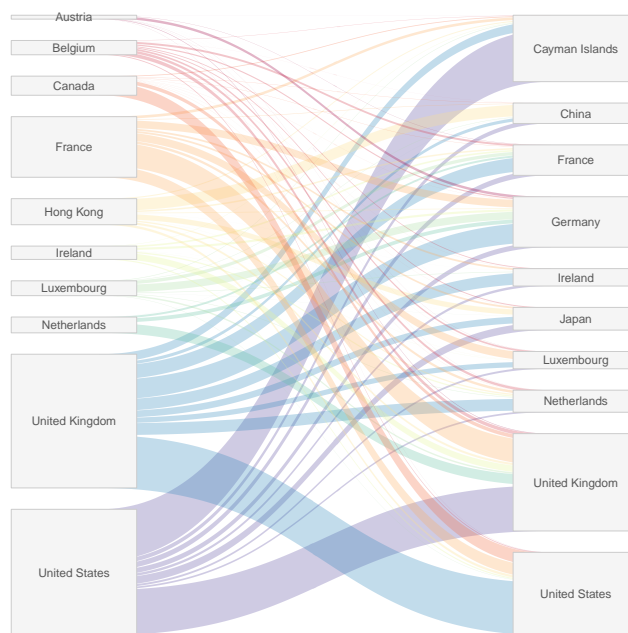 Austria
Belgium
Canada
France
Hong Kong
Ireland
Luxembourg
Netherlands
United Kingdom
United States
Cayman Islands
China
France
Germany
Ireland
Japan
Luxembourg
Netherlands
United Kingdom
United States